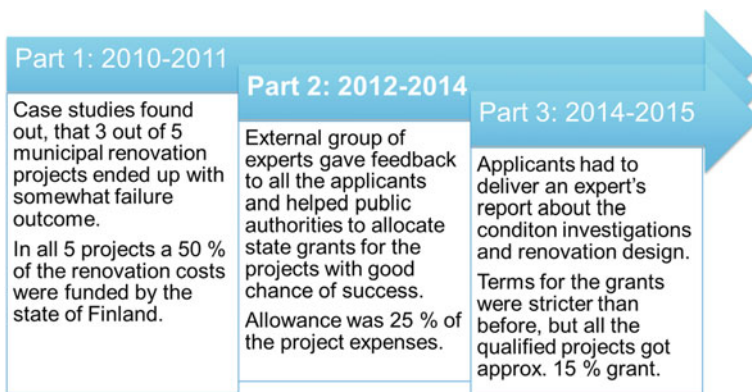 Part 1: 2010-2011
Case studies found
out, that 3 out of 5
municipal renovation
projects ended up with
somewhat failure
outcome.
In all 5 projects a 50 %
of the renovation costs
were funded by the
state of Finland.
Part 2: 2012-2014
External group of
experts gave feedback
to all the applicants
and helped public
authorities to allocate
state grants for the
projects with good
chance of success.
Allowance was 25 % of
the project expenses.
Part 3: 2014-2015
Applicants had to
deliver an expert's
report about the
conditon investigations
and renovation design.
Terms for the grants
were stricter than
before, but all the
qualified projects got
approx. 15 % grant.